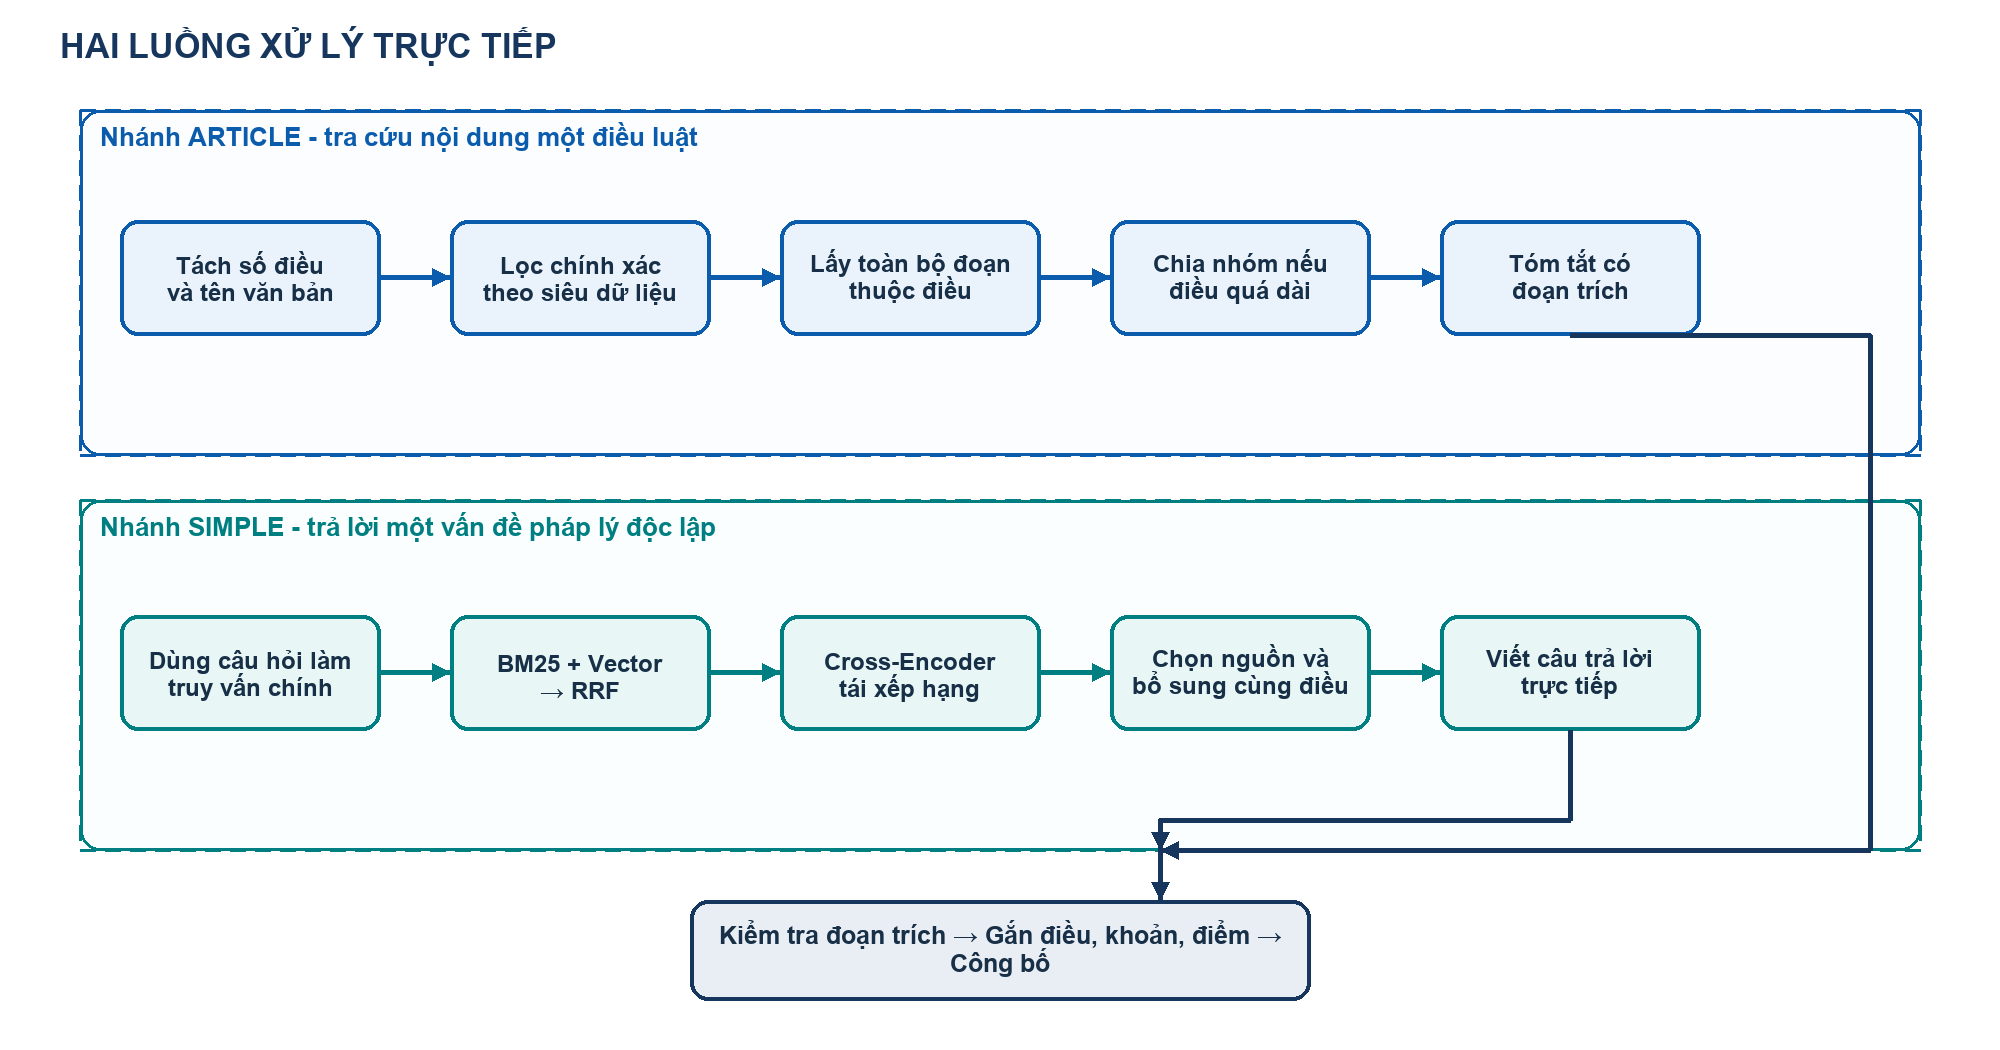 HAI LUỒNG XỬ LÝ TRỰC TIẾP
Nhánh ARTICLE - tra cứu nội dung một điều luật
Tách số điều
và tên văn bản
Lọc chính xác
theo siêu dữ liệu
Lấy toàn bộ đoạn
thuộc điều
Chia nhóm nếu
điều quá dài
Tóm tắt có
đoạn trích
Nhánh SIMPLE - trả lời một vấn đề pháp lý độc lập
Dùng câu hỏi làm
truy vấn chính
BM25 + Vector
→ RRF
Cross-Encoder
tái xếp hạng
Chọn nguồn và
bổ sung cùng điều
Viết câu trả lời
trực tiếp
Kiểm tra đoạn trích → Gắn điều, khoản, điểm →
Công bố